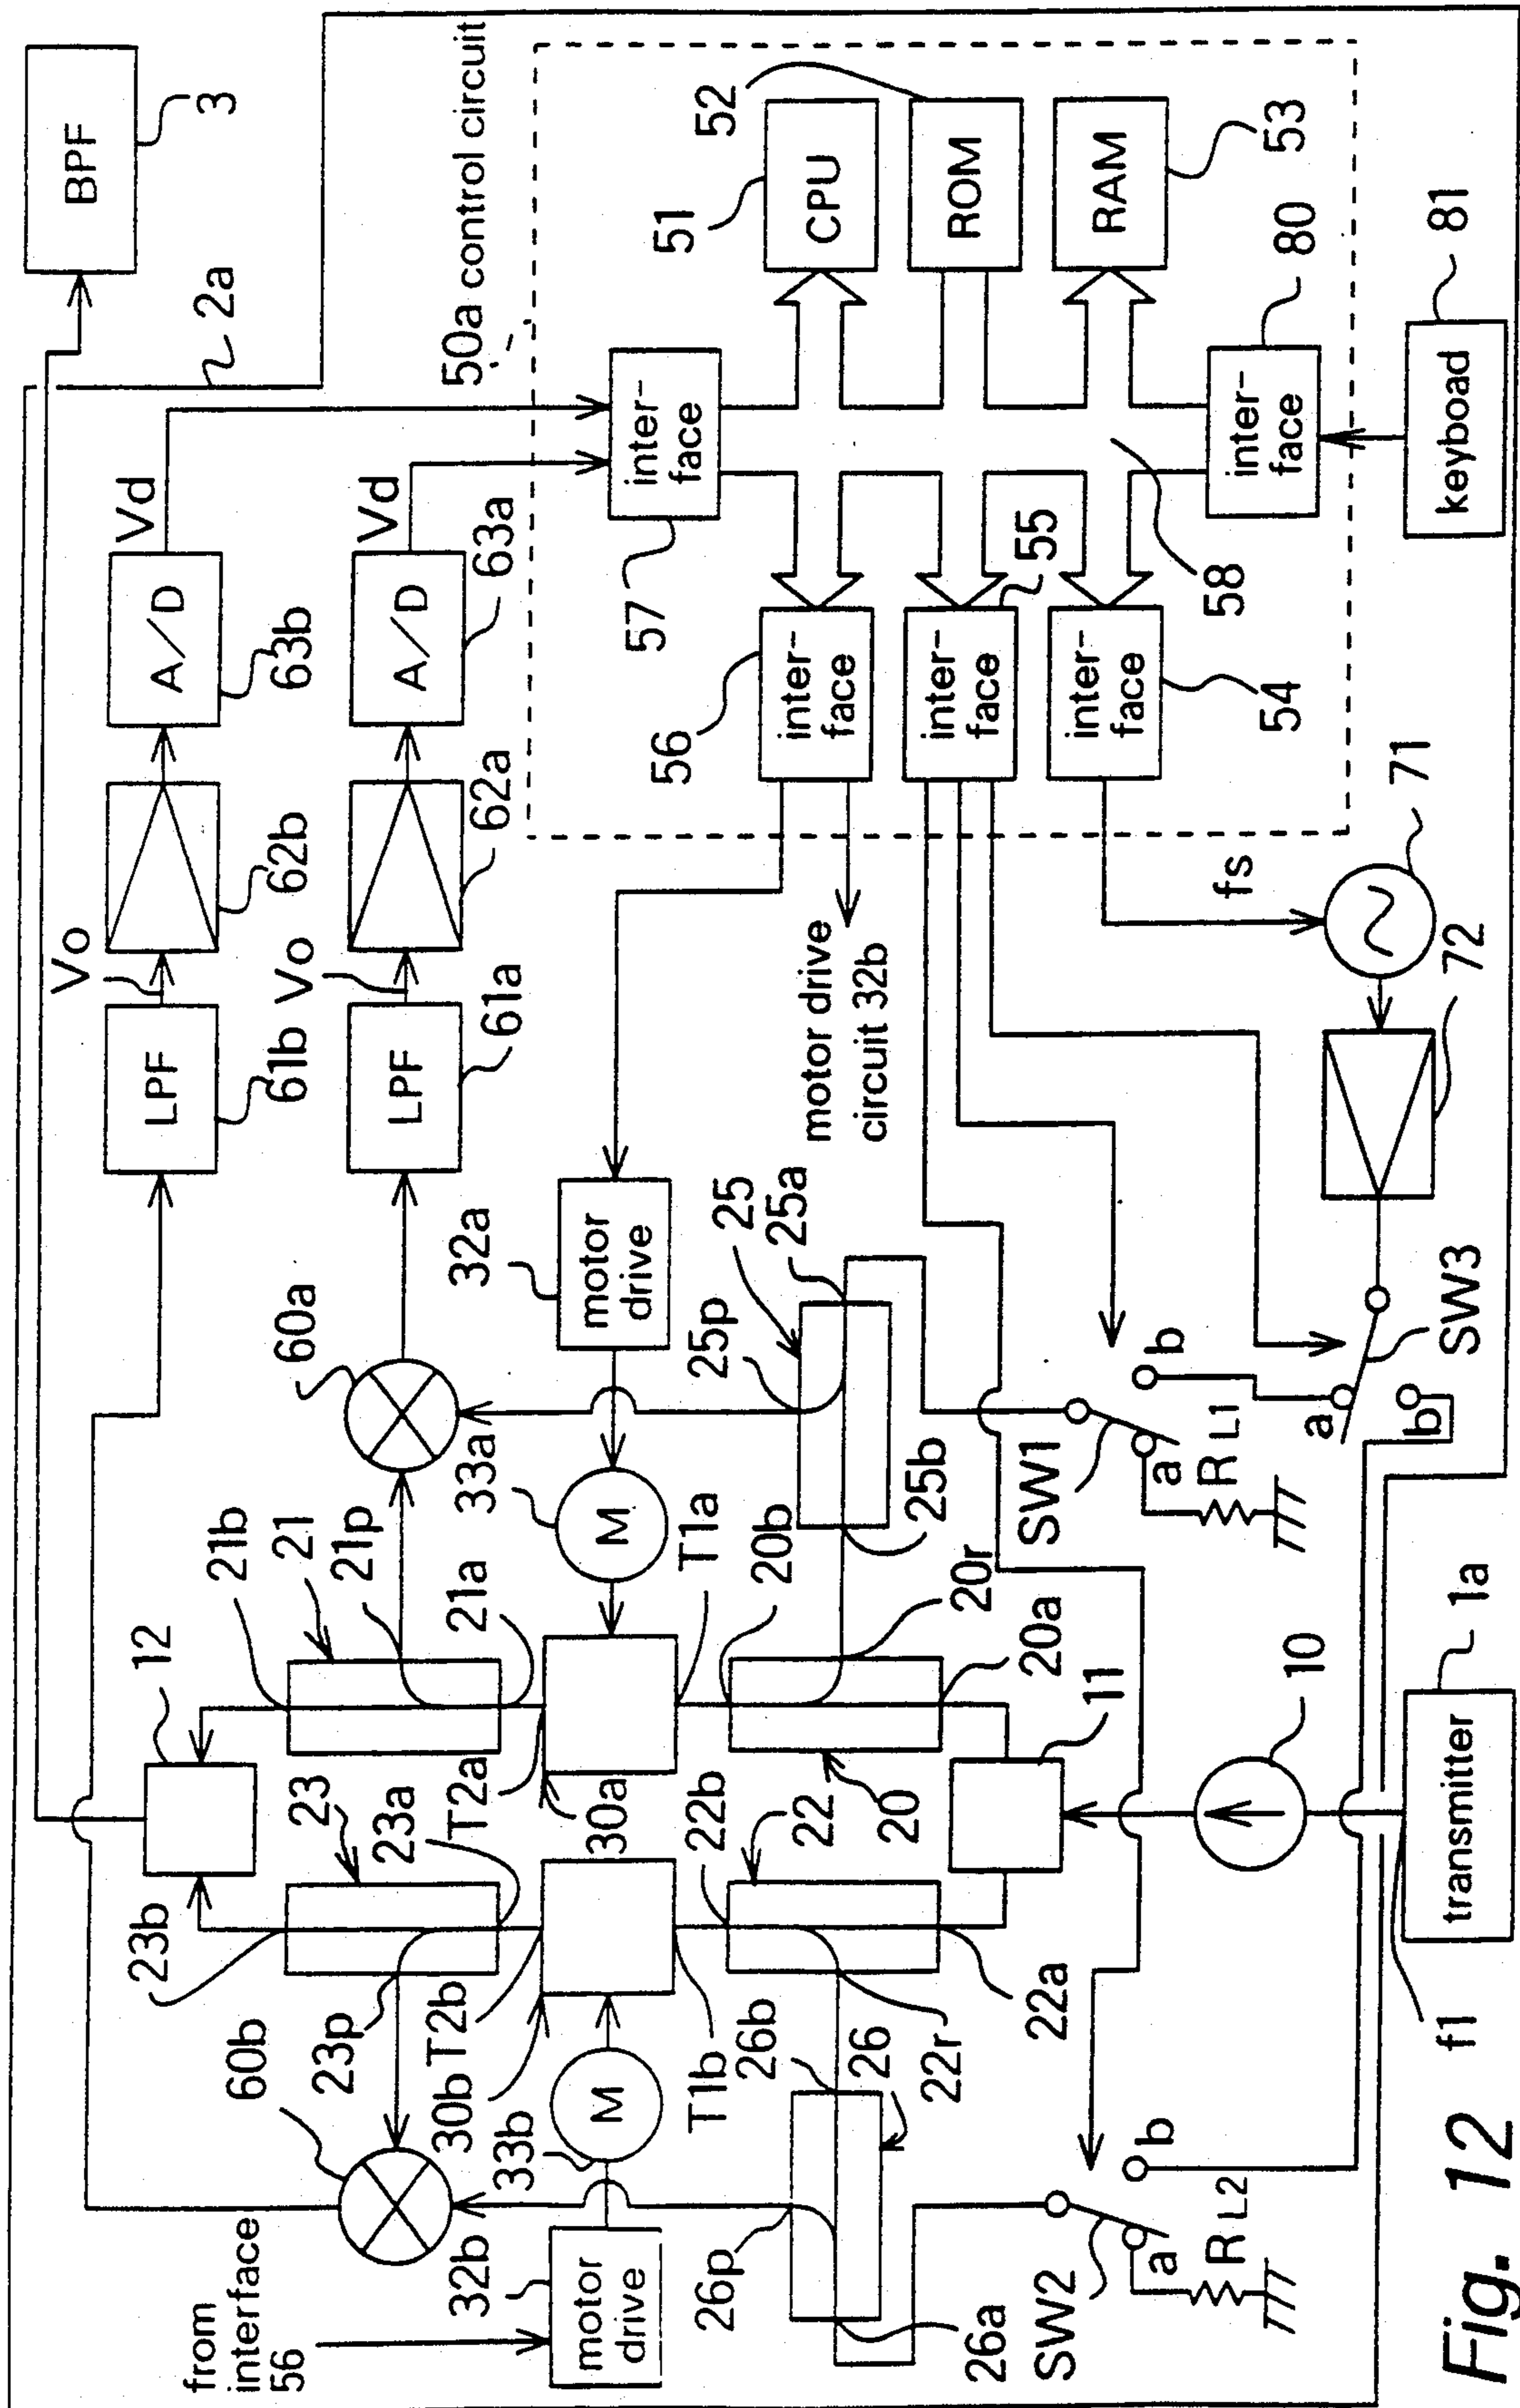 from
interface
56
32b
motor
drive
60b
33b
M
30b
T2b
23p
23b
23
23a
12
21b
21
21p
21a
T2a
30a
T1a
T1b
33a
M
60a
32a
motor
drive
61b
LPF
Vo
62b
63b
A/D
Vd
61a
LPF
Vo
62a
63a
A/D
Vd
2a
BPF
3
50a control circuit
26p
26b
26
26a
22b
22
22r
22a
20
20b
20r
20a
11
25p
25
25a
25b
motor drive
circuit 32b
56
inter-
face
57
inter-
face
inter-
face
55
inter-
face
54
58
51
CPU
52
ROM
RAM
53
inter-
face
80
keyboad
81
SW2
a
b
R L2
SW1
a
b
R L1
SW3
a
b
fs
71
72
10
transmitter
1a
f1
Fig. 12